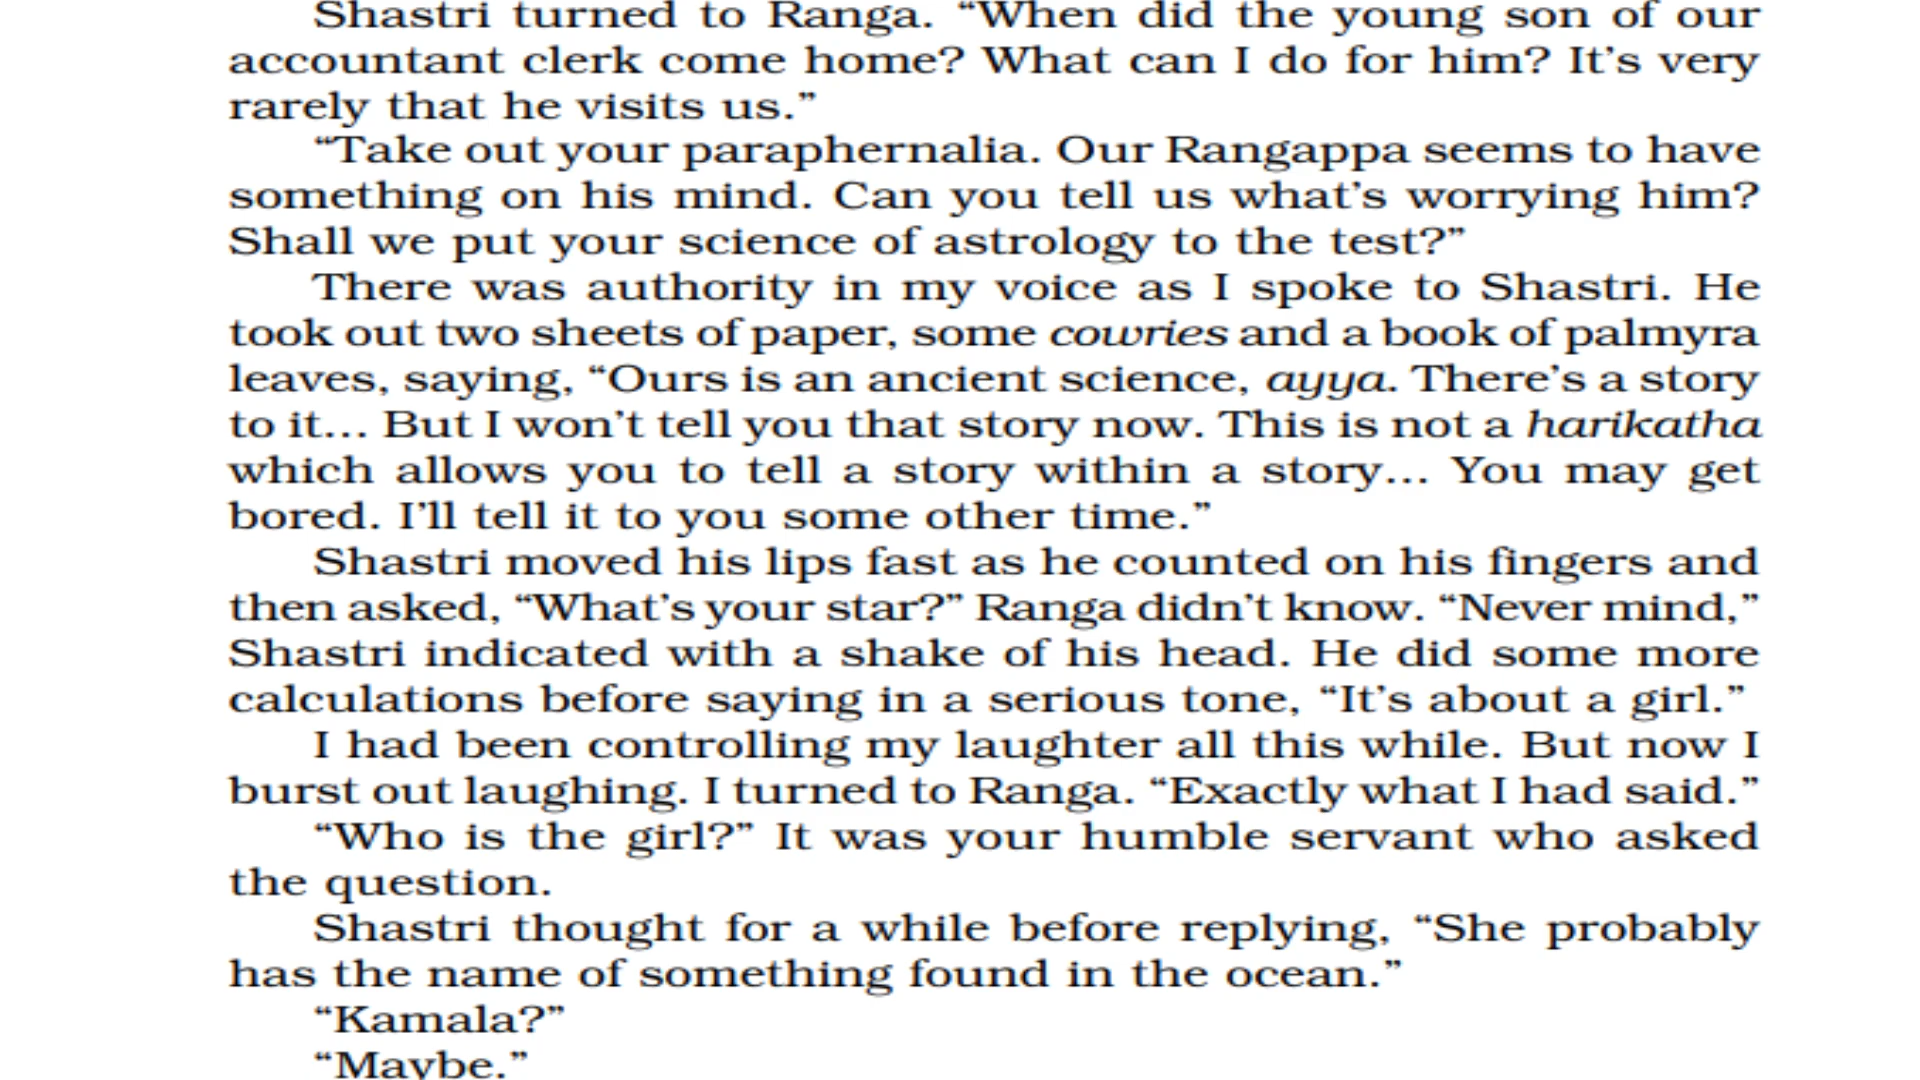 Shastri turned to Ranga. “When did the young son of our
accountant clerk come home? What can I do for him? It’s very
rarely that he visits us.”
“Take out your paraphernalia. Our Rangappa seems to have
something on his mind. Can you tell us what’s worrying him?
Shall we put your science of astrology to the test?”
There was authority in my voice as I spoke to Shastri. He
took out two sheets of paper, some cowries and a book of palmyra
leaves, saying, “Ours is an ancient science, ayya. There’s a story
to it... But I won’t tell you that story now. This is not a harikatha
which allows you to tell a story within a story... You may get
bored. I’ll tell it to you some other time.”
Shastri moved his lips fast as he counted on his fingers and
then asked, “What’s your star?” Ranga didn’t know. “Never mind,”
Shastri indicated with a shake of his head. He did some more
calculations before saying in a serious tone, “It’s about a girl.”
I had been controlling my laughter all this while. But now I
burst out laughing. I turned to Ranga. “Exactly what I had said.”
“Who is the girl?” It was your humble servant who asked
the question.
Shastri thought for a while before replying, “She probably
has the name of something found in the ocean.”
“Kamala?”
“Maybe.”